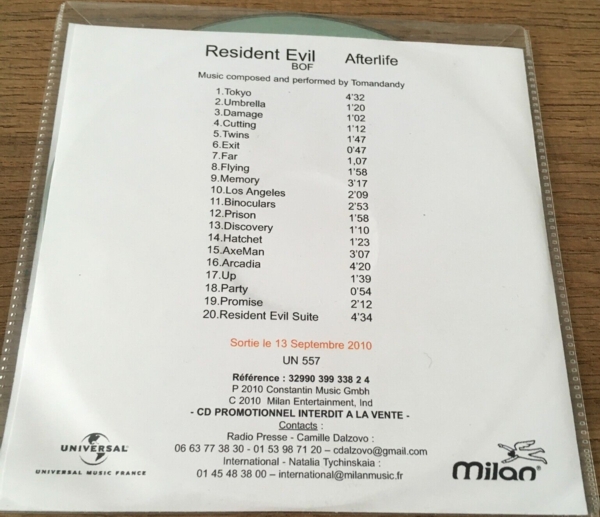 Resident Evil Afterlife
BOF
Music composed and performed by Tomandandy
1.Tokyo 4'32
2.Umbrella 1'20
3.Damage 1'02
4.Cutting 1'12
5.Twins 1'47
6.Exit 0'47
7.Far 1,07
8.Flying 1'58
9.Memory 3'17
10.Los Angeles 2'09
11.Binoculars 2'53
12.Prison 1'58
13.Discovery 1'10
14.Hatchet 1'23
15.AxeMan 3'07
16.Arcadia 4'20
17.Up 1'39
18.Party 0'54
19.Promise 2'12
20.Resident Evil Suite 4'34
Sortie le 13 Septembre 2010
UN 557
Référence : 32990 399 338 2 4
P 2010 Constantin Music Gmbh
C 2010 Milan Entertainment, Ind
- CD PROMOTIONNEL INTERDIT A LA VENTE -
Contacts :
Radio Presse - Camille Dalzovo :
06 63 77 38 30 - 01 53 98 71 20 – cdalzovo@gmail.com
International - Natalia Tychinskaia :
01 45 48 38 00 – international@milanmusic.fr
UNIVERSAL
UNIVERSAL MUSIC FRANCE
milan